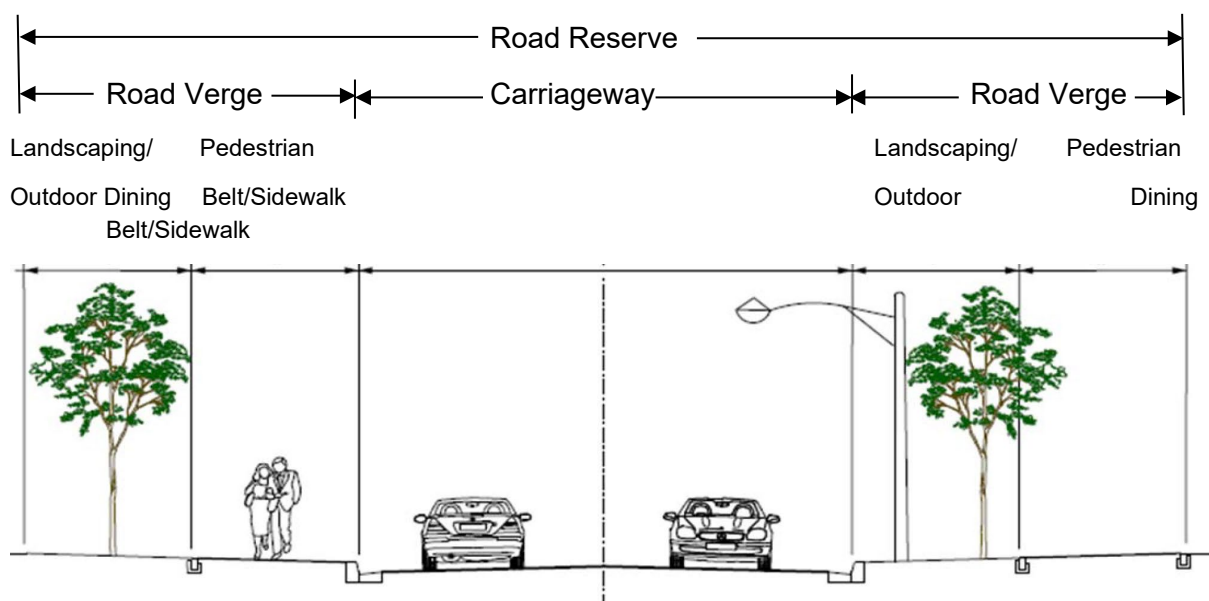 Road Reserve
Road Verge Carriageway Road Verge
Landscaping/ Pedestrian Landscaping/ Pedestrian
Outdoor Dining Belt/Sidewalk Outdoor Dining
Belt/Sidewalk